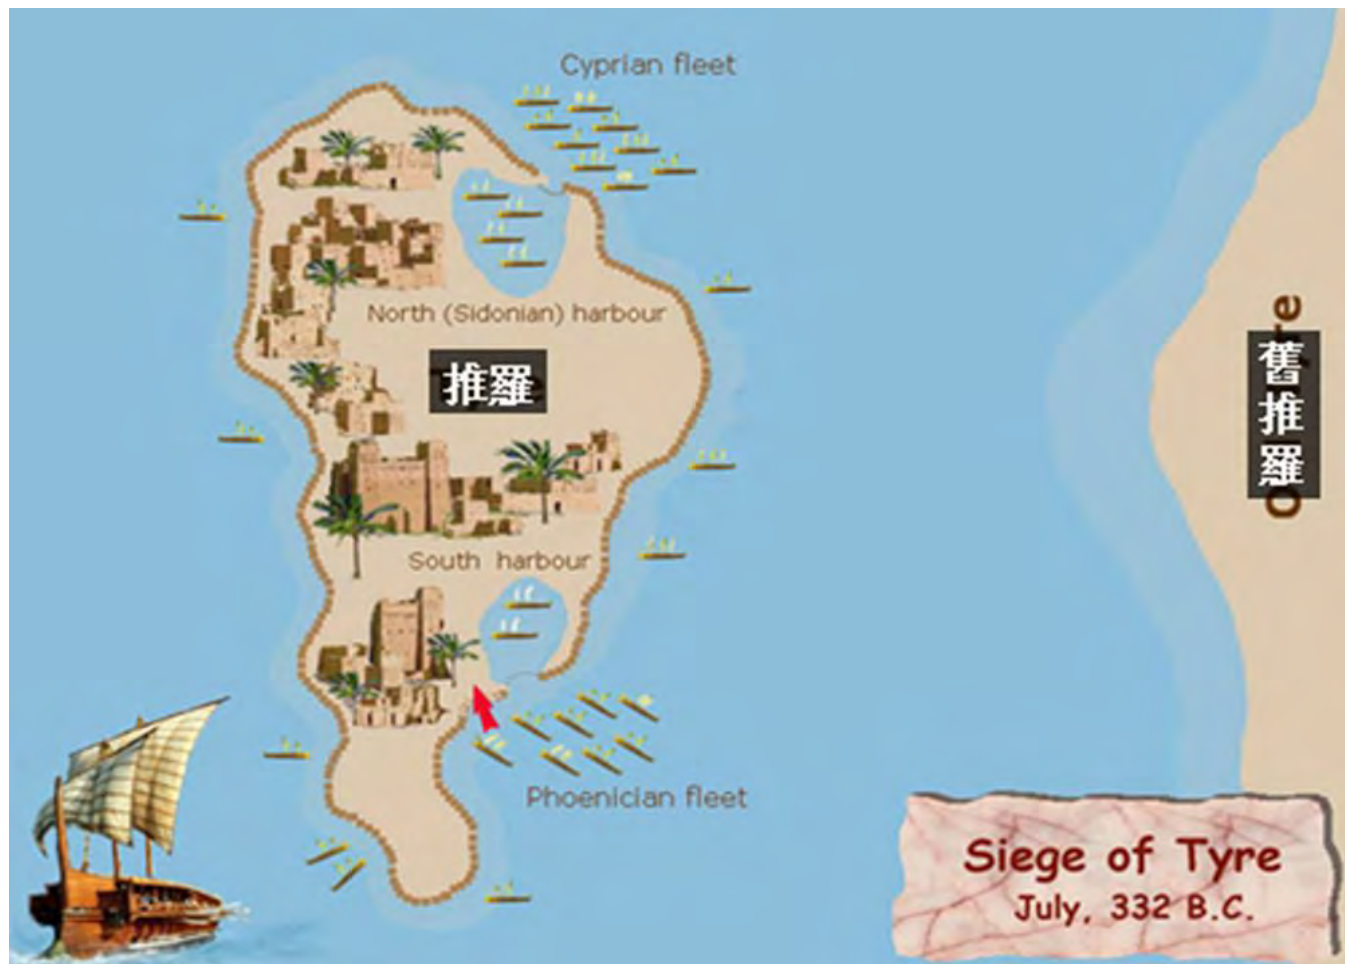 Cyprian fleet
North (Sidonian) harbour
推羅
舊推羅
South harbour
Phoenician fleet
Siege of Tyre
July, 332 B.C.